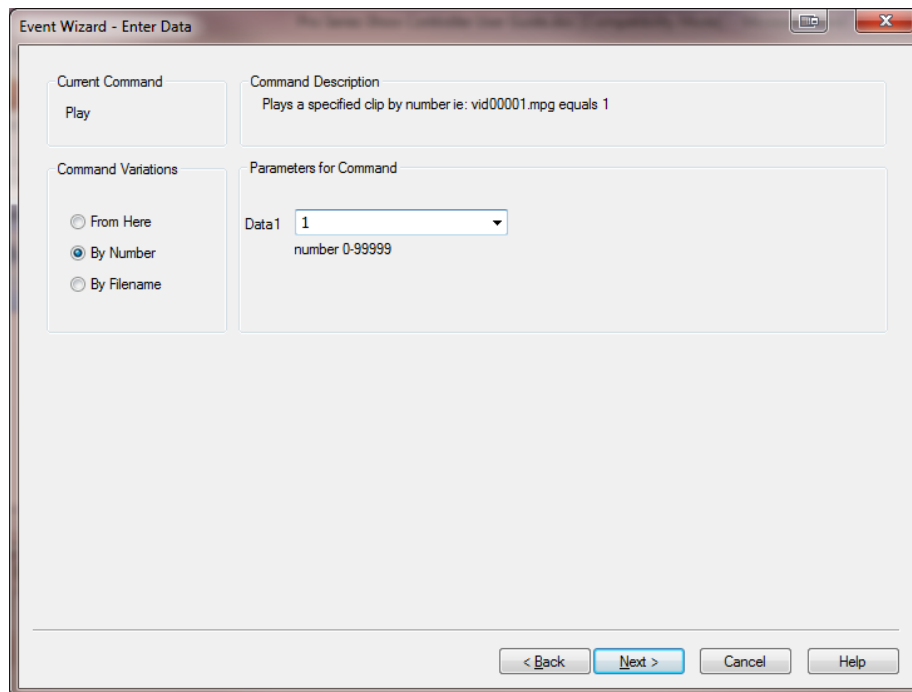 Event Wizard - Enter Data
Current Command
Play
Command Description
Plays a specified clip by number ie: vid00001.mpg equals 1
Command Variations
From Here
By Number
By Filename
Parameters for Command
Data1 1
number 0-99999
< Back Next > Cancel Help